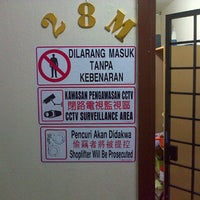 28M
DILARANG MASUK
TANPA
KEBENARAN
KAWASAN PENGAWASAN CCTV
閉路電視監視區
CCTV SURVEILLANCE AREA
Pencuri Akan Didakwa
偷竊者將被提控
Shoplifter Will Be Prosecuted